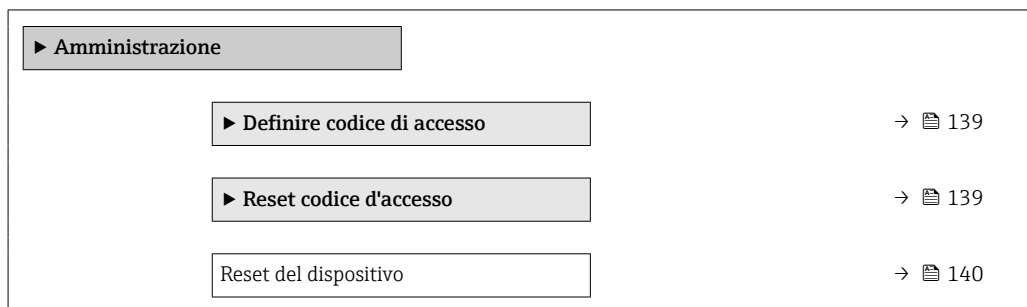 ▶ Amministrazione
▶ Definire codice di accesso → 139
▶ Reset codice d'accesso → 139
Reset del dispositivo → 140